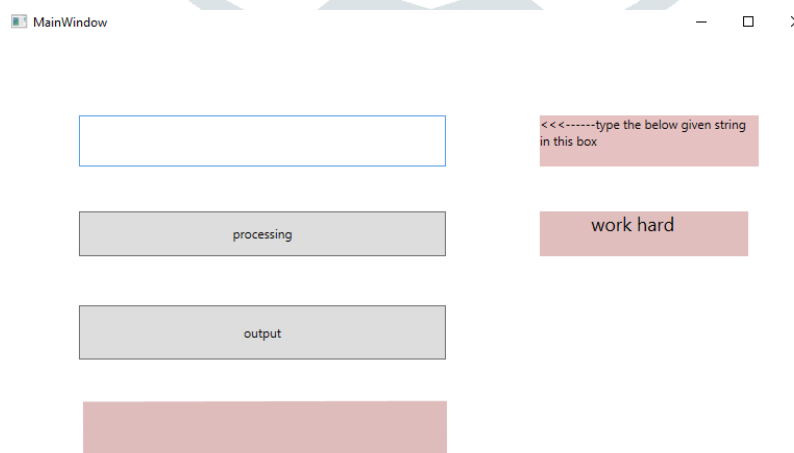 MainWindow
<<<------type the below given string
in this box
processing
work hard
output